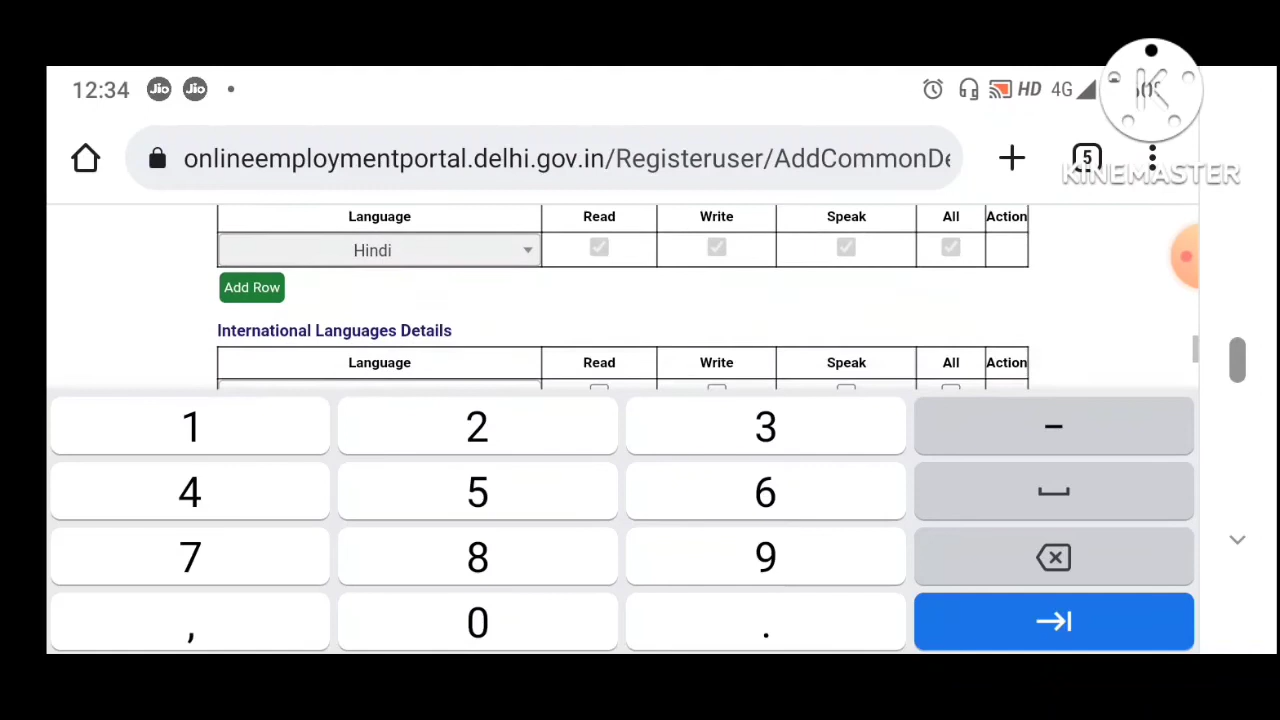 12:34 Jio Jio HD 4G
onlineemploymentportal.delhi.gov.in/Registeruser/AddCommonDe 5
KINEMASTER
Language Read Write Speak All Action
Hindi
Add Row
International Languages Details
Language Read Write Speak All Action
1 2 3 –
4 5 6
7 8 9
, 0 .